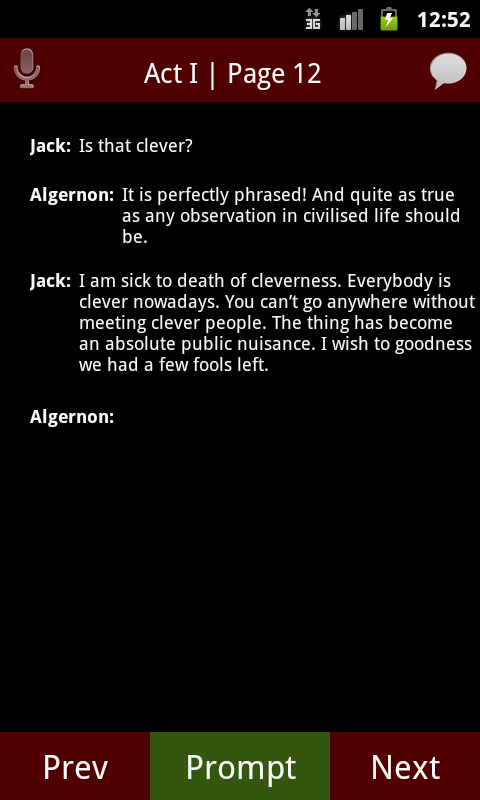 3G 12:52
Act I | Page 12
Jack: Is that clever?
Algernon: It is perfectly phrased! And quite as true
as any observation in civilised life should
be.
Jack: I am sick to death of cleverness. Everybody is
clever nowadays. You can’t go anywhere without
meeting clever people. The thing has become
an absolute public nuisance. I wish to goodness
we had a few fools left.
Algernon:
Prev Prompt Next